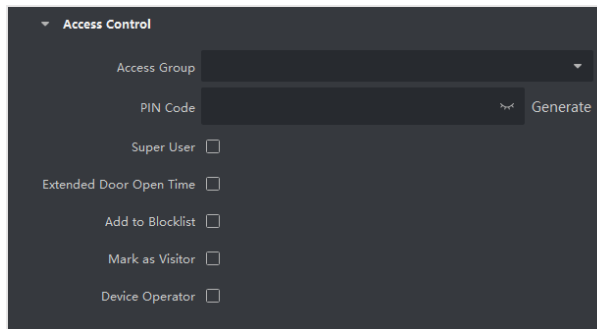 Access Control
Access Group
PIN Code Generate
Super User
Extended Door Open Time
Add to Blocklist
Mark as Visitor
Device Operator